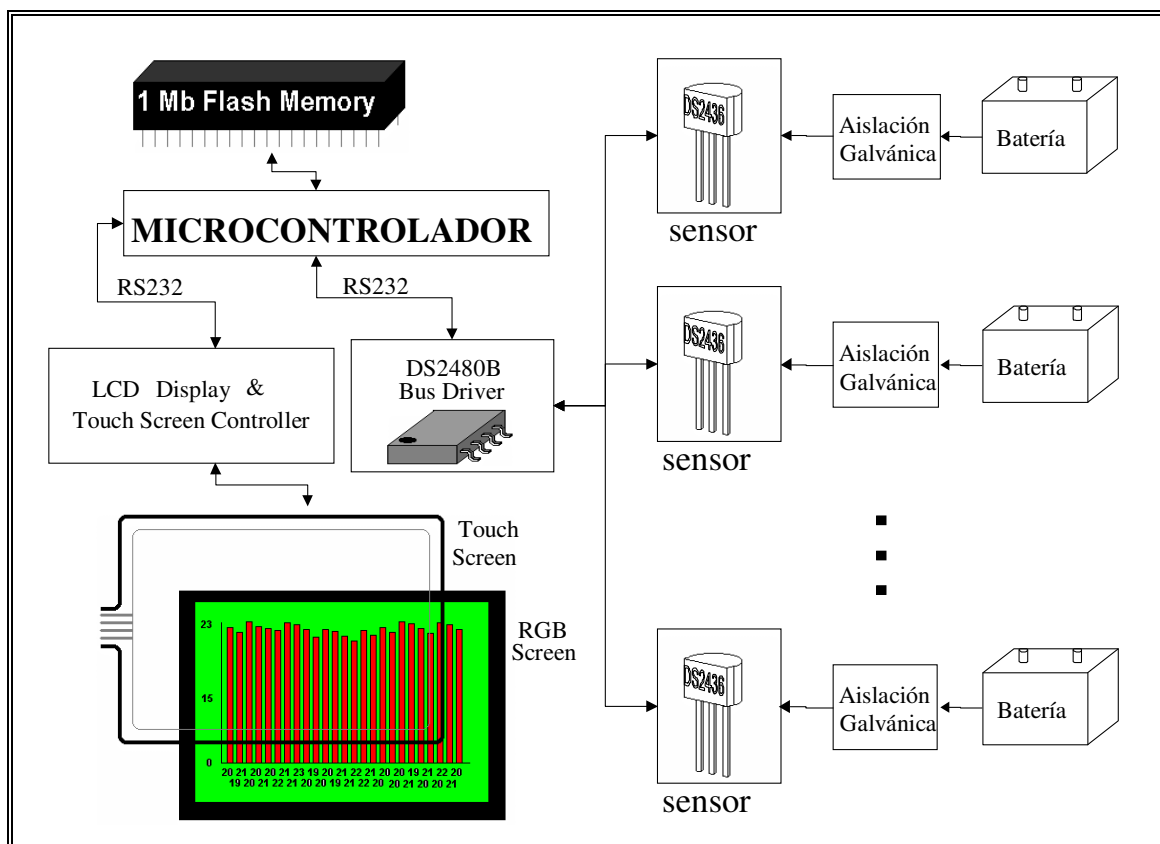 1 Mb Flash Memory
MICROCONTROLADOR
RS232
RS232
LCD Display &
Touch Screen Controller
DS2480B
Bus Driver
Touch
Screen
RGB
Screen
23
15
0
20 20 20 21 23 19 20 21 22 21 20 20 21 22 20
21 19 20 21 22 21 20 20 19 20 21 20 20 21 20 20 21
DS2436
sensor
Aislación
Galvánica
Batería
DS2436
sensor
Aislación
Galvánica
Batería
DS2436
sensor
Aislación
Galvánica
Batería